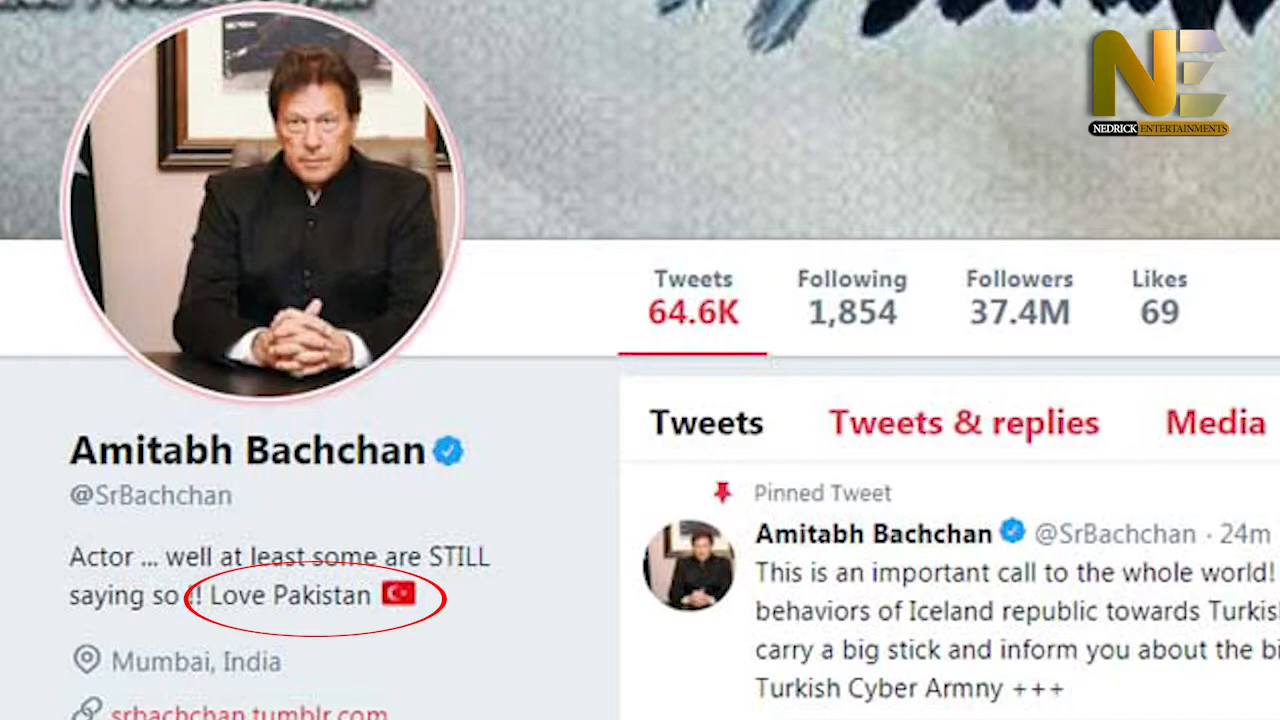 NE
NEDRICK ENTERTAINMENTS
Tweets Following Followers Likes
64.6K 1,854 37.4M 69
Tweets Tweets & replies Media
Amitabh Bachchan
@SrBachchan
Actor ... well at least some are STILL
saying so !! Love Pakistan
Mumbai, India
srbachchan.tumblr.com
Pinned Tweet
Amitabh Bachchan @SrBachchan · 24m
This is an important call to the whole world!
behaviors of Iceland republic towards
carry a big stick and inform you about the
Turkish Cyber Armny +++